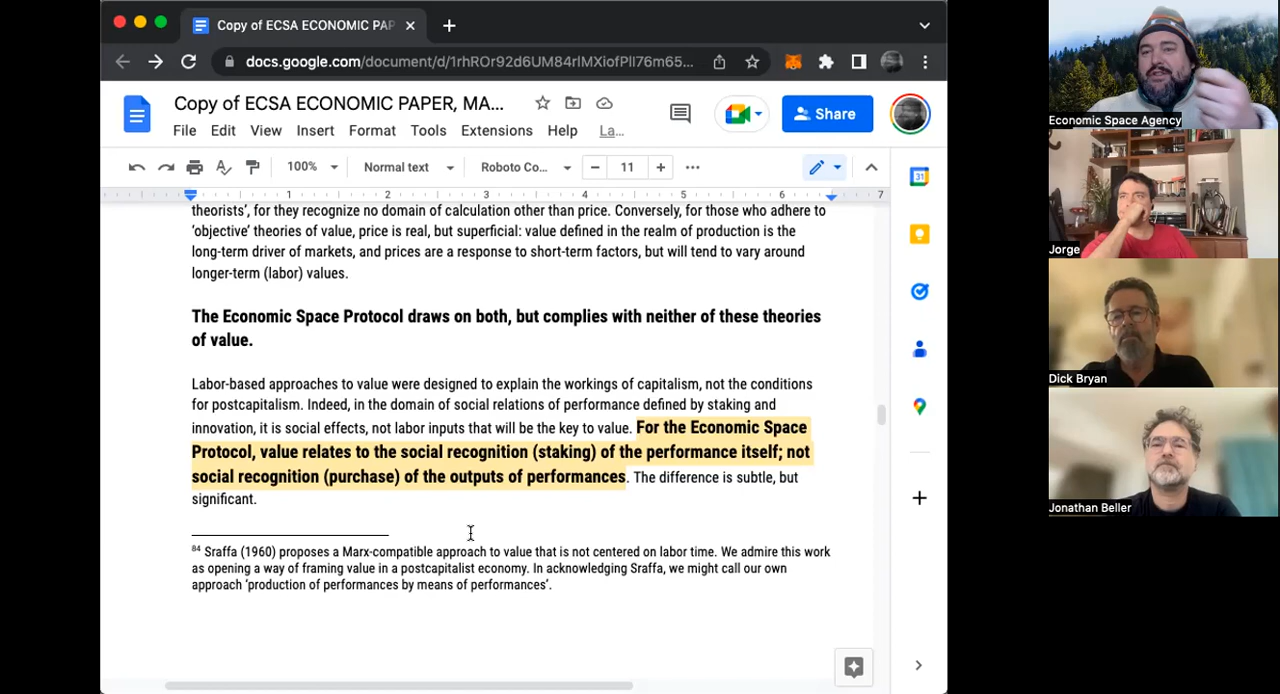 Copy of ECSA ECONOMIC PAP
docs.google.com/document/d/1rhROr92d6UM84rIMXiofPll76m65...
Copy of ECSA ECONOMIC PAPER, MA...
File Edit View Insert Format Tools Extensions Help La...
Share
100% Normal text Roboto Co... 11
1 2 3 4 5 6 7
31
theorists', for they recognize no domain of calculation other than price. Conversely, for those who adhere to
'objective' theories of value, price is real, but superficial: value defined in the realm of production is the
long-term driver of markets, and prices are a response to short-term factors, but will tend to vary around
longer-term (labor) values.
The Economic Space Protocol draws on both, but complies with neither of these theories
of value.
Labor-based approaches to value were designed to explain the workings of capitalism, not the conditions
for postcapitalism. Indeed, in the domain of social relations of performance defined by staking and
innovation, it is social effects, not labor inputs that will be the key to value. For the Economic Space
Protocol, value relates to the social recognition (staking) of the performance itself; not
social recognition (purchase) of the outputs of performances. The difference is subtle, but
significant.
84 Sraffa (1960) proposes a Marx-compatible approach to value that is not centered on labor time. We admire this work
as opening a way of framing value in a postcapitalist economy. In acknowledging Sraffa, we might call our own
approach 'production of performances by means of performances'.
Economic Space Agency
Jorge
Dick Bryan
Jonathan Beller